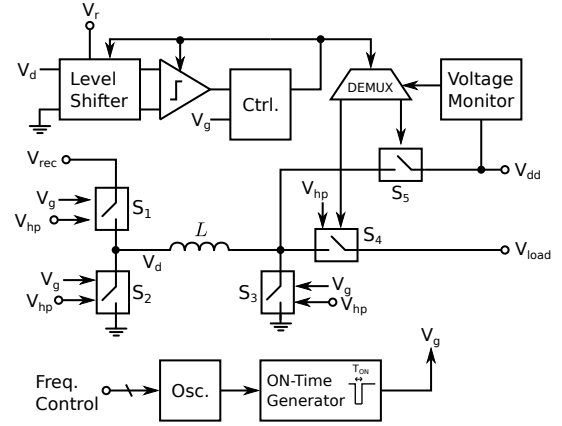 Vr
Vd
Level
Shifter
Vg
Ctrl.
DEMUX
Voltage
Monitor
Vrec
Vg
Vhp
S1
L
Vhp
S5
Vdd
S4
Vload
Vd
Vg
Vhp
S2
S3
Vg
Vhp
Freq.
Control
Osc.
ON-Time
Generator
TON
Vg